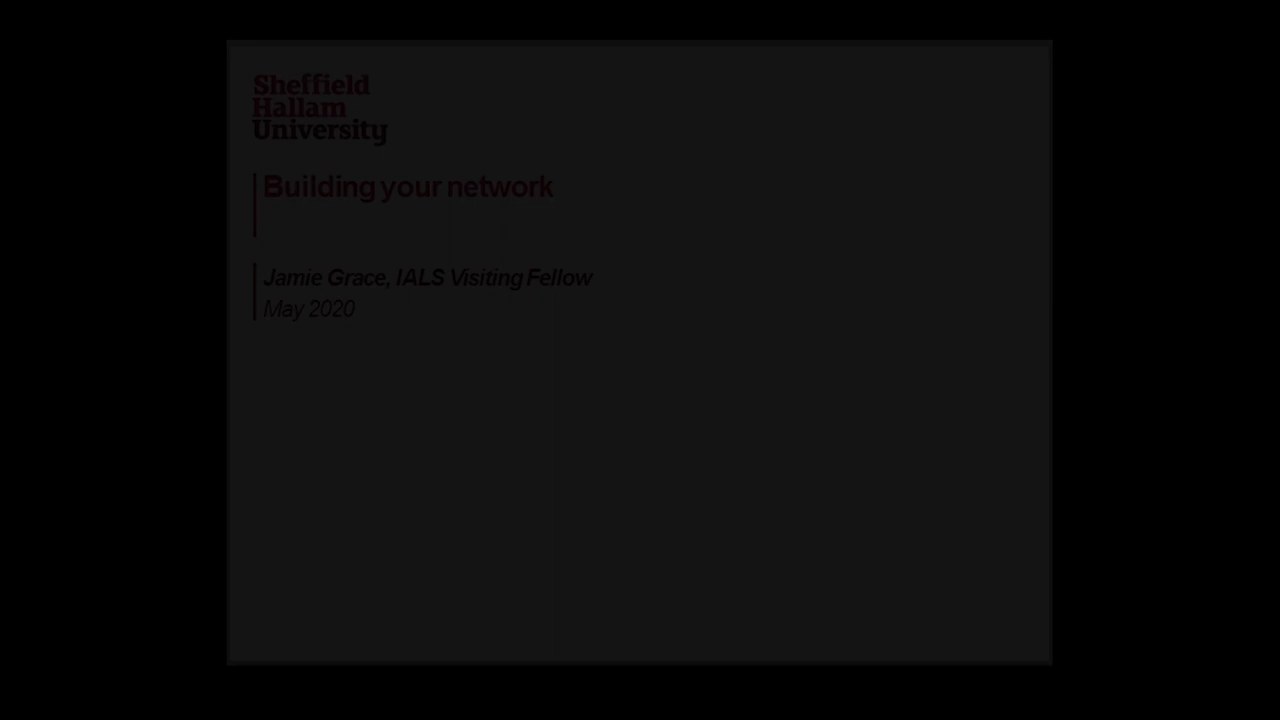 Sheffield
Hallam
University
Building your network
Jamie Grace, IALS Visiting Fellow
May 2020